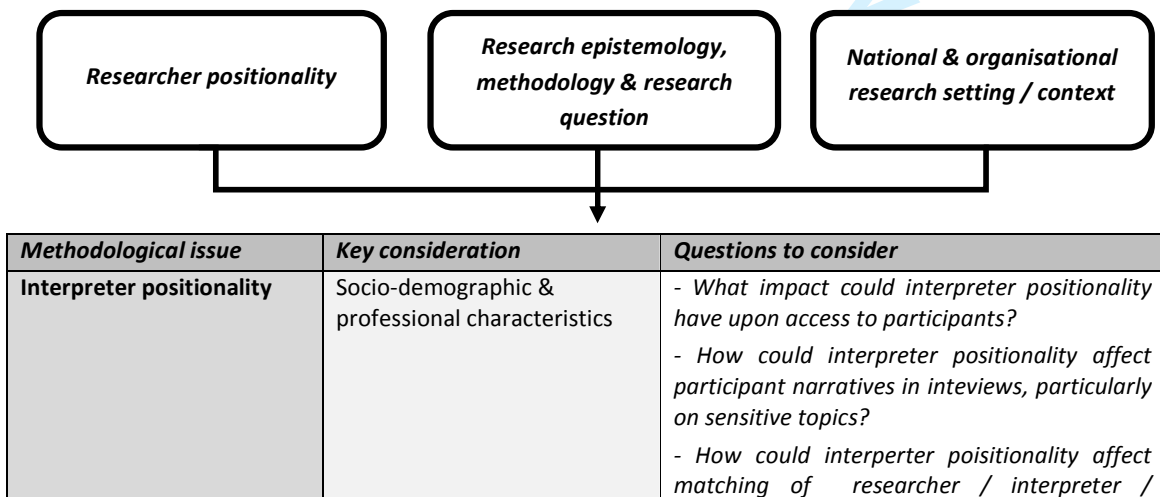 Researcher positionality
Research epistemology,
methodology & research
question
National & organisational
research setting / context
Methodological issue
Key consideration
Questions to consider
Interpreter positionality
Socio-demographic &
professional characteristics
- What impact could interpreter positionality
have upon access to participants?
- How could interpreter positionality affect
participant narratives in inteviews, particularly
on sensitive topics?
- How could interperter poisitionality affect
matching of researcher / interpreter /